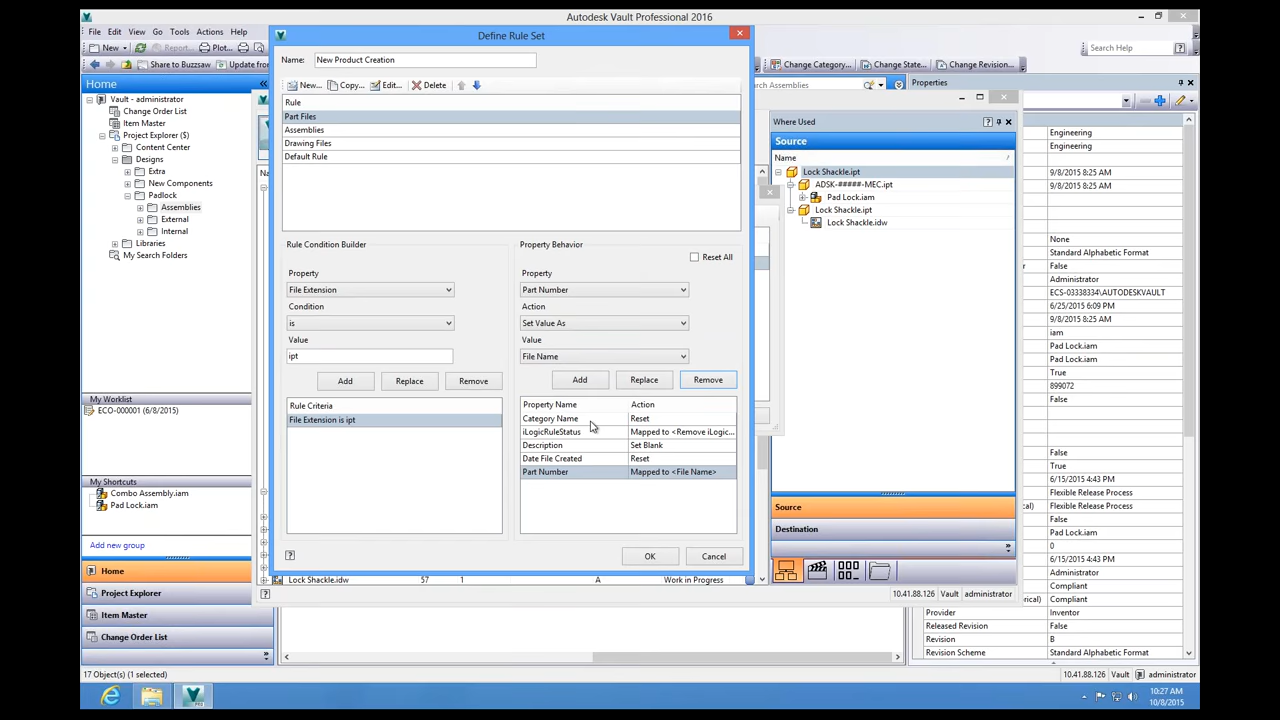 Autodesk Vault Professional 2016
File Edit View Go Tools Actions Help
New Report... Plot...
Share to Buzzsaw Update from
Change Category... Change State... Change Revision...
Search Help
Search Assemblies
Home
Vault - administrator
Change Order List
Item Master
Project Explorer ($)
Content Center
Designs
Extra
New Components
Padlock
Assemblies
External
Internal
Libraries
My Search Folders
My Worklist
ECO-000001 (6/8/2015)
My Shortcuts
Combo Assembly.iam
Pad Lock.iam
Add new group
Home
Project Explorer
Item Master
Change Order List
17 Object(s) (1 selected)
Define Rule Set
Name: New Product Creation
New... Copy... Edit... Delete
Rule
Part Files
Assemblies
Drawing Files
Default Rule
Rule Condition Builder
Property
File Extension
Condition
is
Value
ipt
Add Replace Remove
Rule Criteria
File Extension is ipt
Property Behavior
Reset All
Property
Part Number
Action
Set Value As
Value
File Name
Add Replace Remove
Property Name Action
Category Name Reset
iLogicRuleStatus Mapped to <Remove iLogic...
Description Set Blank
Date File Created Reset
Part Number Mapped to <File Name>
OK Cancel
Lock Shackle.idw 57 1 A Work in Progress
Where Used
Source
Name
Lock Shackle.ipt
ADSK-#####-MEC.ipt
Pad Lock.iam
Lock Shackle.ipt
Lock Shackle.idw
Source
Destination
10.41.88.126 Vault administrator
Properties
Engineering
Engineering
9/8/2015 8:25 AM
9/8/2015 8:25 AM
None
Standard Alphabetic Format
False
Administrator
ECS-03338334\AUTODESKVAULT
6/25/2015 6:09 PM
9/8/2015 8:25 AM
iam
Pad Lock.iam
Pad Lock.iam
899072
False
True
6/15/2015 4:43 PM
Flexible Release Process
Flexible Release Process
False
Pad Lock.iam
0
Administrator
Compliant
Compliant
Provider Inventor
Released Revision False
Revision B
Revision Scheme Standard Alphabetic Format
10.41.88.126 Vault administrator
10:27 AM
10/8/2015